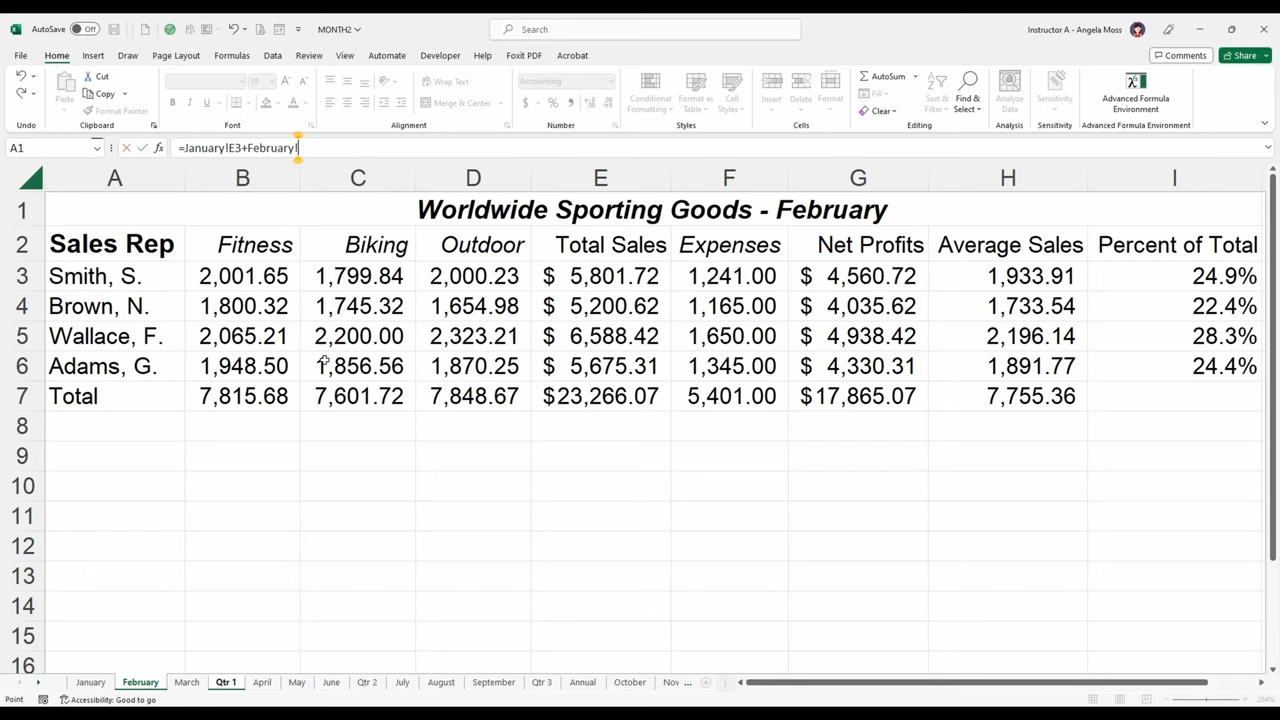 AutoSave Off MONTH2 Search Instructor A - Angela Moss
File Home Insert Draw Page Layout Formulas Data Review View Automate Developer Help Foxit PDF Acrobat Comments Share
Cut Wrap Text Accounting AutoSum
Paste Copy Conditional Formatting Format as Table Cell Styles Insert Delete Format Fill Sort & Filter Find & Select Analyze Data Sensitivity Advanced Formula Environment
Format Painter Merge & Center $ % Clear
Undo Clipboard Font Alignment Number Styles Cells Editing Analysis Sensitivity Advanced Formula Environment
A1 fx =January!E3+February!
A B C D E F G H I
1 Worldwide Sporting Goods - February
2 Sales Rep Fitness Biking Outdoor Total Sales Expenses Net Profits Average Sales Percent of Total
3 Smith, S. 2,001.65 1,799.84 2,000.23 $ 5,801.72 1,241.00 $ 4,560.72 1,933.91 24.9%
4 Brown, N. 1,800.32 1,745.32 1,654.98 $ 5,200.62 1,165.00 $ 4,035.62 1,733.54 22.4%
5 Wallace, F. 2,065.21 2,200.00 2,323.21 $ 6,588.42 1,650.00 $ 4,938.42 2,196.14 28.3%
6 Adams, G. 1,948.50 1,856.56 1,870.25 $ 5,675.31 1,345.00 $ 4,330.31 1,891.77 24.4%
7 Total 7,815.68 7,601.72 7,848.67 $23,266.07 5,401.00 $17,865.07 7,755.36
8
9
10
11
12
13
14
15
16
January February March Qtr 1 April May June Qtr 2 July August September Qtr 3 Annual October Nov ...
Point Accessibility: Good to go 284%